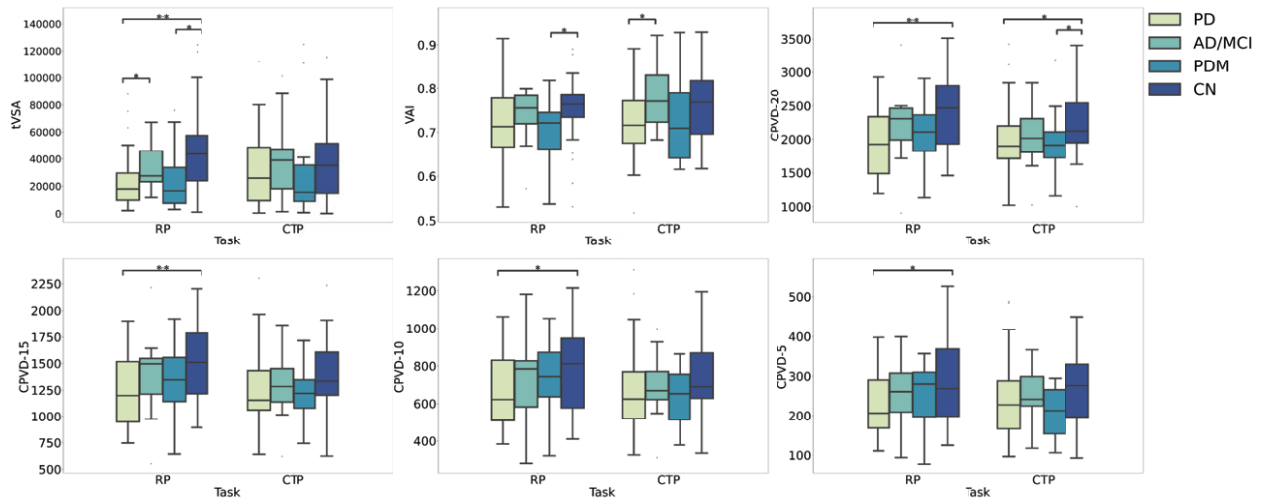 140000
120000
100000
80000
60000
40000
20000
0
tVSA
**
*
*
RP
CTP
Task
0.9
0.8
0.7
0.6
0.5
VAI
*
*
RP
CTP
Task
3500
3000
2500
2000
1500
1000
CPVD-20
**
*
*
RP
CTP
Task
PD
AD/MCI
PDM
CN
2250
2000
1750
1500
1250
1000
750
500
CPVD-15
**
RP
CTP
Task
1200
1000
800
600
400
CPVD-10
*
RP
CTP
Task
500
400
300
200
100
CPVD-5
*
RP
CTP
Task